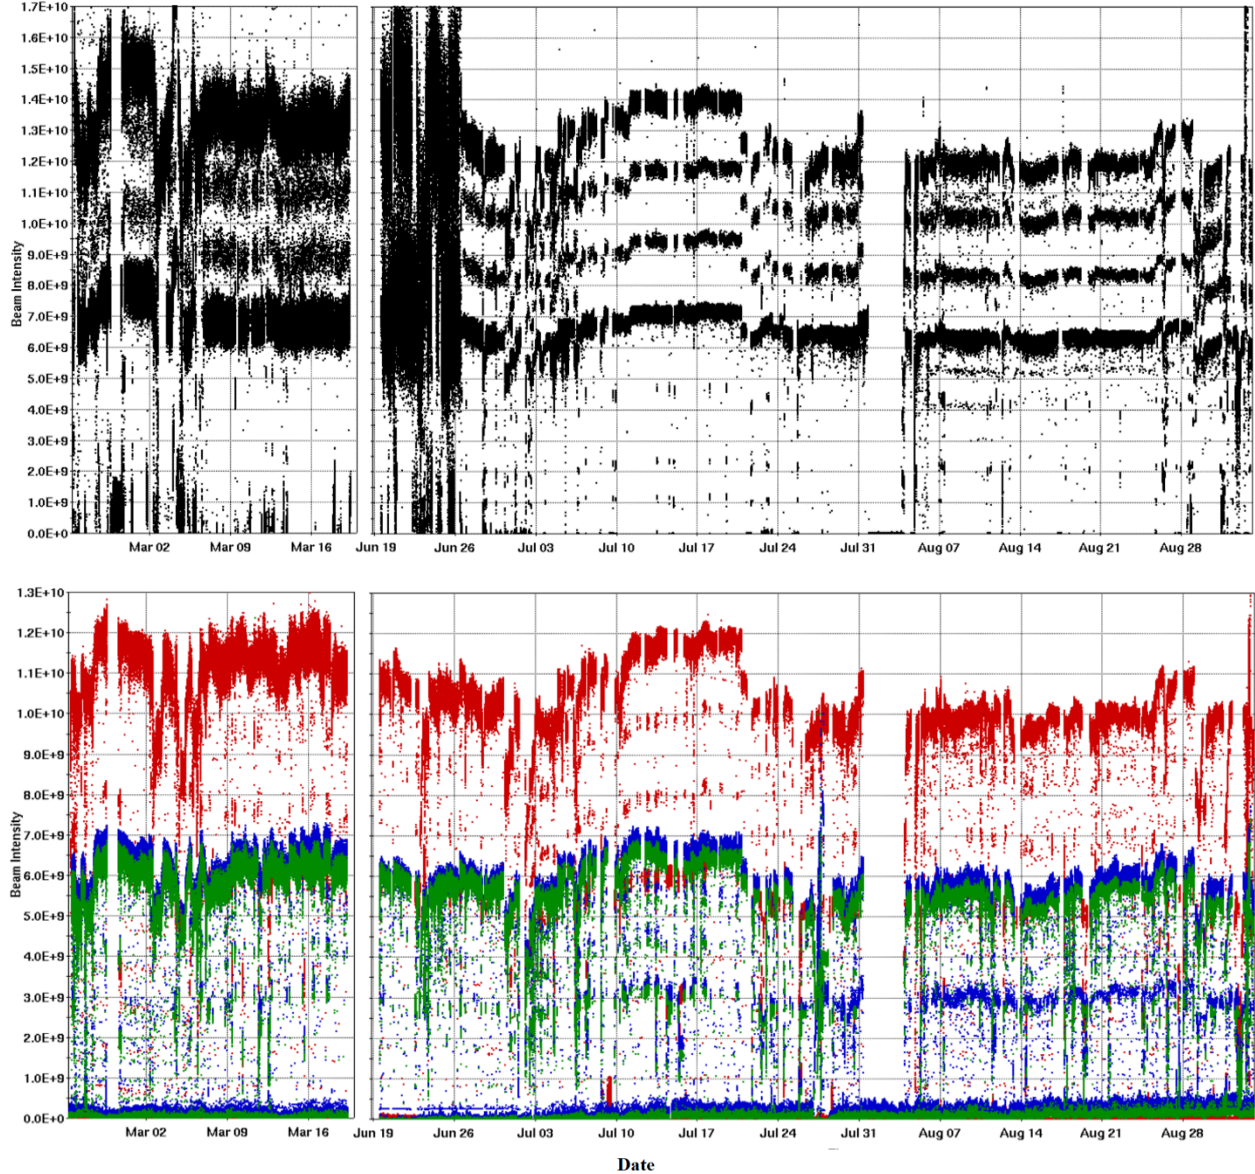 1.7E+10
1.6E+10
1.5E+10
1.4E+10
1.3E+10
1.2E+10
1.1E+10
1.0E+10
9.0E+9
8.0E+9
7.0E+9
6.0E+9
5.0E+9
4.0E+9
3.0E+9
2.0E+9
1.0E+9
0.0E+0
Beam Intensity
Mar 02 Mar 09 Mar 16 Jun 19 Jun 26 Jul 03 Jul 10 Jul 17 Jul 24 Jul 31 Aug 07 Aug 14 Aug 21 Aug 28
1.3E+10
1.2E+10
1.1E+10
1.0E+10
9.0E+9
8.0E+9
7.0E+9
6.0E+9
5.0E+9
4.0E+9
3.0E+9
2.0E+9
1.0E+9
0.0E+0
Beam Intensity
Mar 02 Mar 09 Mar 16 Jun 19 Jun 26 Jul 03 Jul 10 Jul 17 Jul 24 Jul 31 Aug 07 Aug 14 Aug 21 Aug 28
Date